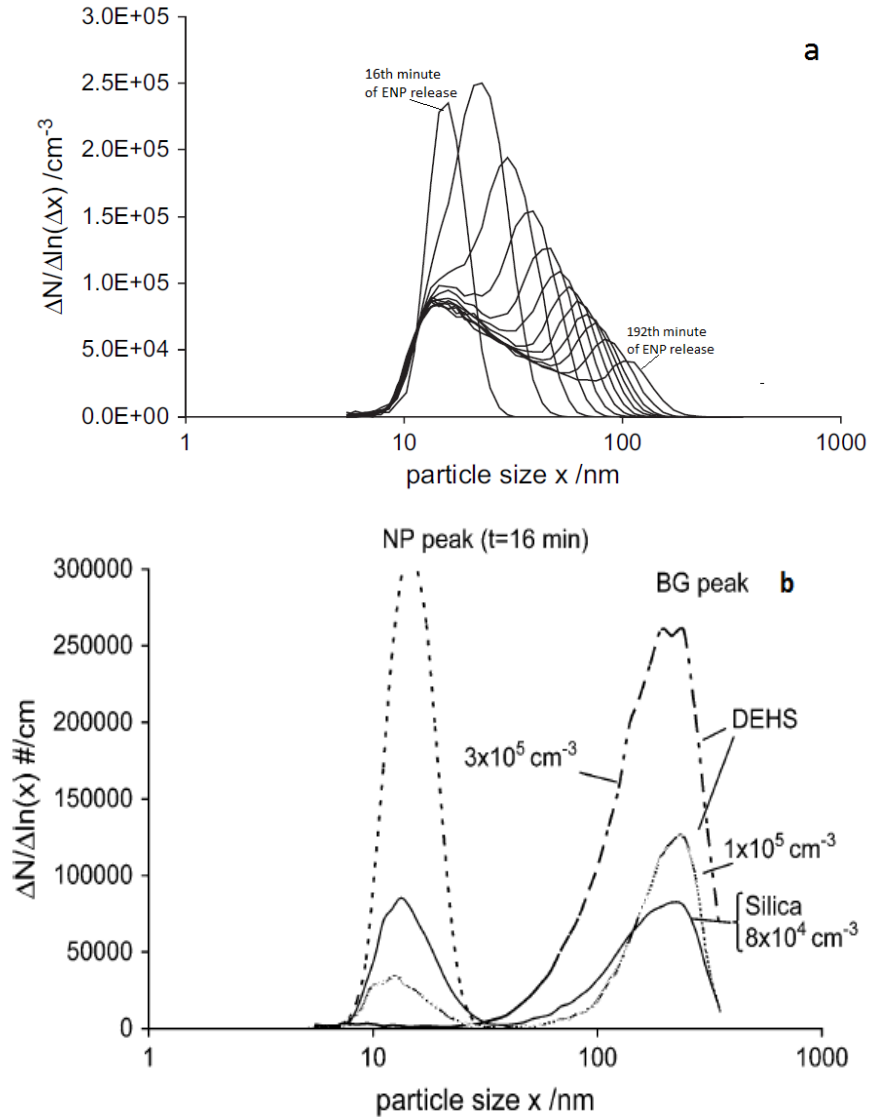 3.0E+05
a
16th minute
of ENP release
2.5E+05
2.0E+05
1.5E+05
1.0E+05
192th minute
of ENP release
5.0E+04
-
0.0E+00
ΔN/Δln(Δx) /cm-3
1 10 100 1000
particle size x /nm
NP peak (t=16 min)
BG peak b
300000
250000
DEHS
200000
3x10⁵ cm⁻³
150000
1x10⁵ cm⁻³
100000
Silica
8x10⁴ cm⁻³
50000
0
ΔN/Δln(x) #/cm
1 10 100 1000
particle size x /nm